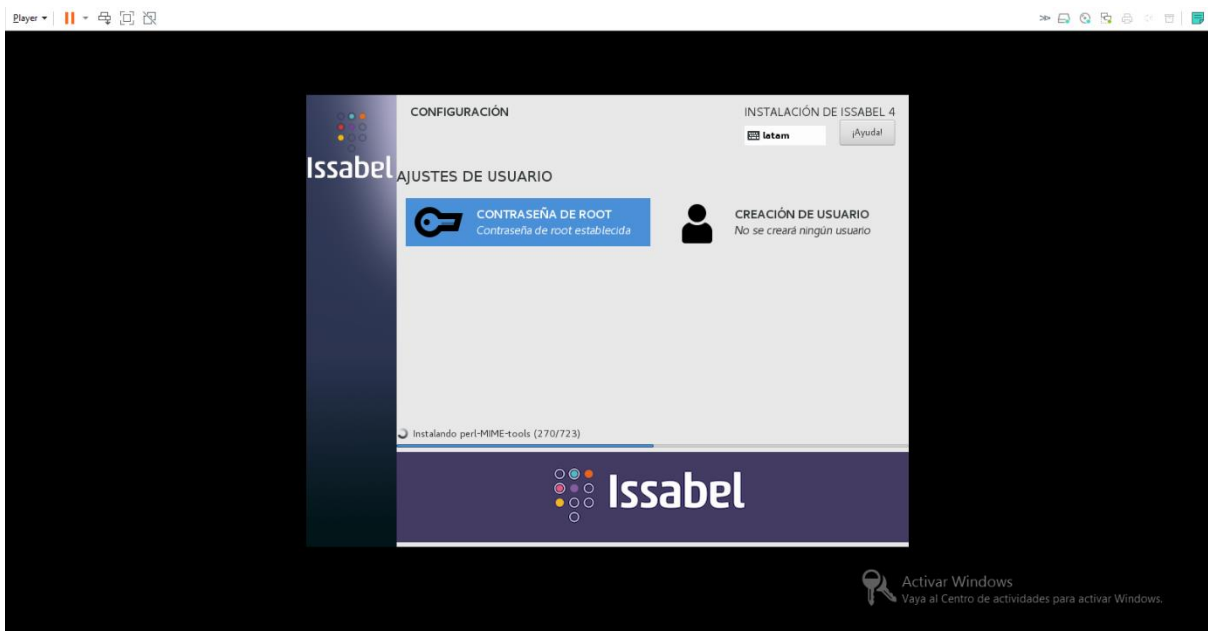 Player
CONFIGURACIÓN
INSTALACIÓN DE ISSABEL 4
latam
¡Ayuda!
Issabel
AJUSTES DE USUARIO
CONTRASEÑA DE ROOT
Contraseña de root establecida
CREACIÓN DE USUARIO
No se creará ningún usuario
Instalando perl-MIME-tools (270/723)
Issabel
Activar Windows
Vaya al Centro de actividades para activar Windows.